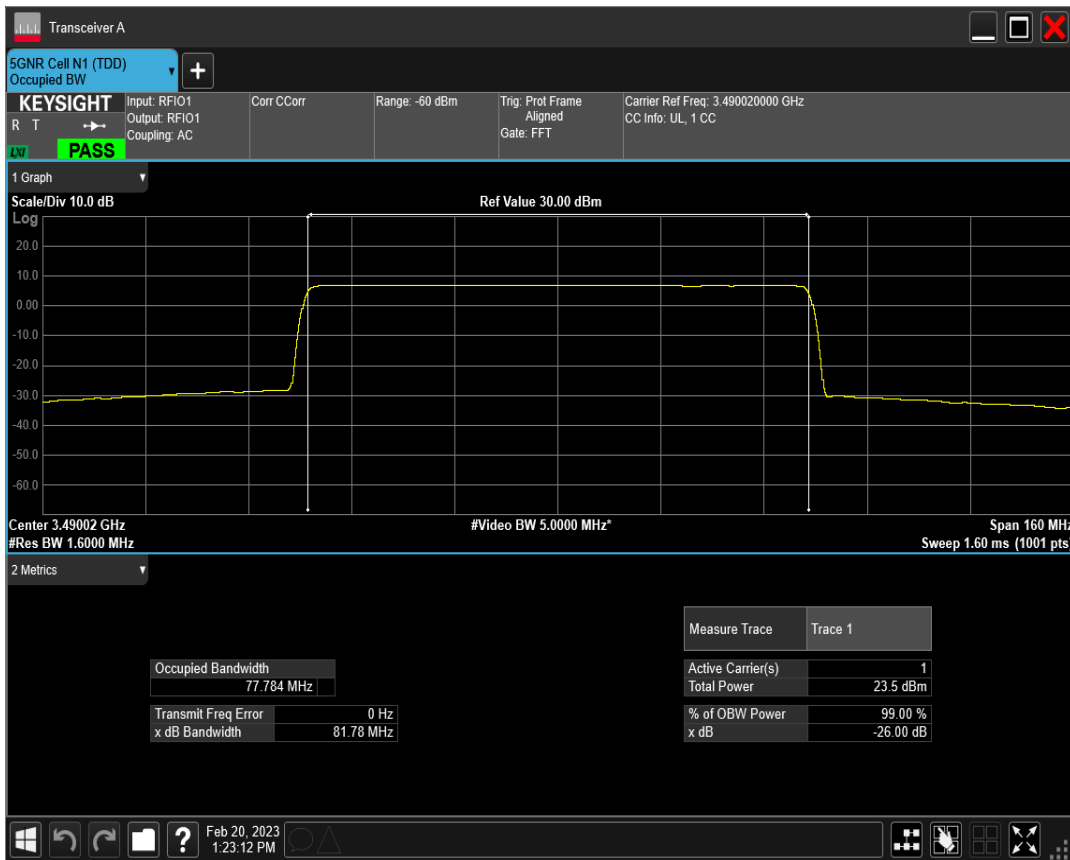 Transceiver A
5GNR Cell N1 (TDD)
Occupied BW
+
KEYSIGHT
R T
LXI
PASS
Input: RFIO1
Output: RFIO1
Coupling: AC
Corr CCorr
Range: -60 dBm
Trig: Prot Frame
Aligned
Gate: FFT
Carrier Ref Freq: 3.490020000 GHz
CC Info: UL, 1 CC
1 Graph
Scale/Div 10.0 dB
Ref Value 30.00 dBm
Log
20.0
10.0
0.00
-10.0
-20.0
-30.0
-40.0
-50.0
-60.0
Center 3.49002 GHz
#Video BW 5.0000 MHz*
Span 160 MHz
#Res BW 1.6000 MHz
Sweep 1.60 ms (1001 pts)
2 Metrics
Measure Trace Trace 1
Occupied Bandwidth
77.784 MHz
Active Carrier(s) 1
Total Power 23.5 dBm
Transmit Freq Error 0 Hz
x dB Bandwidth 81.78 MHz
% of OBW Power 99.00 %
x dB -26.00 dB
?
Feb 20, 2023
1:23:12 PM